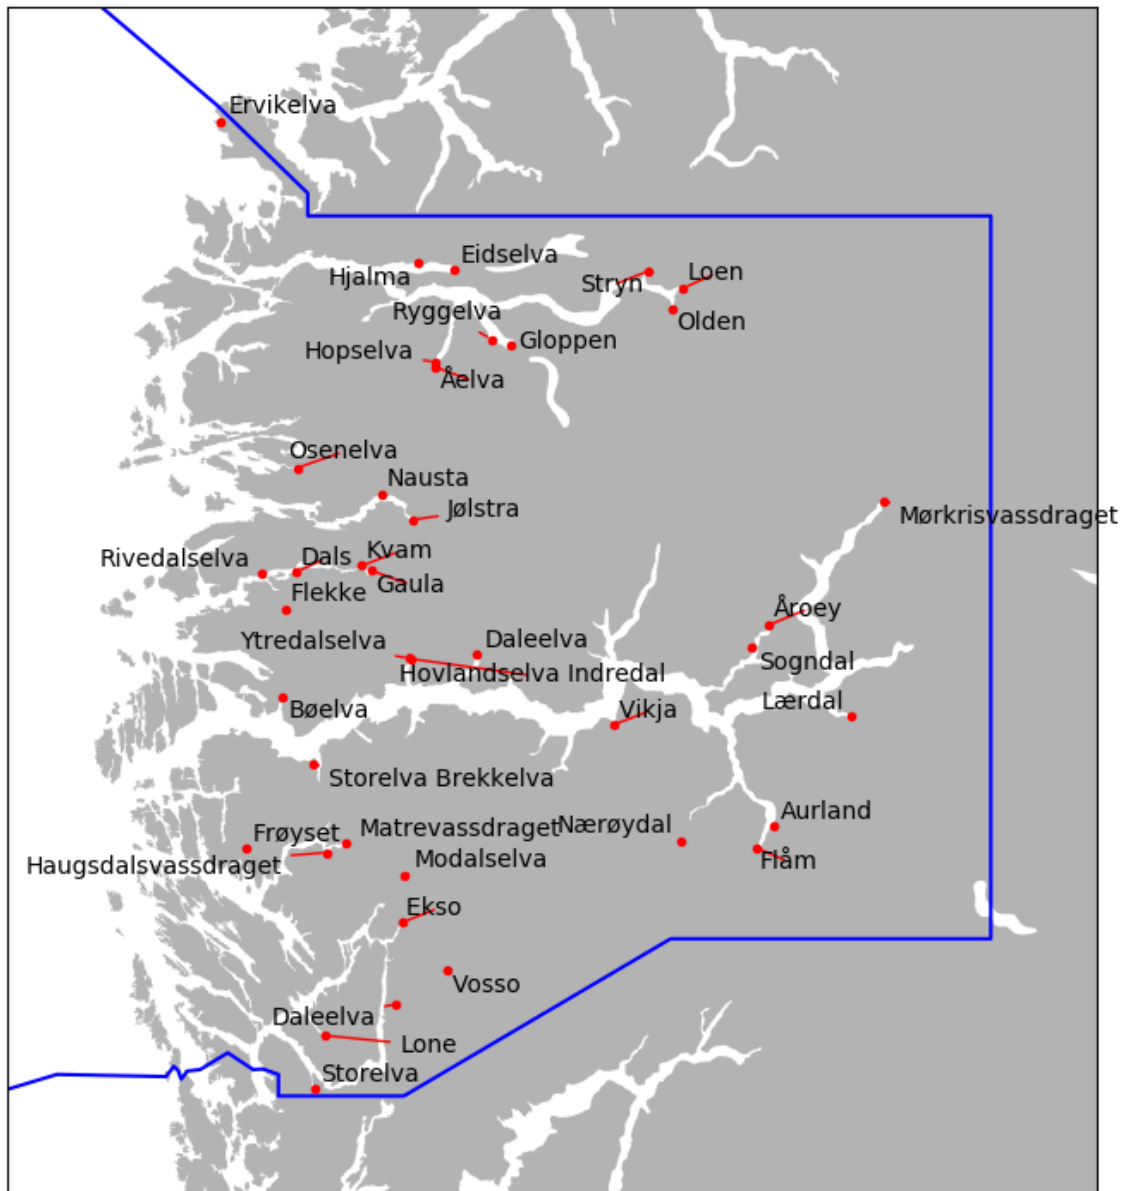 Ervikelva
Eidselva
Hjalma
Loen
Stryn
Ryggelva
Olden
Gloppen
Hopselva
Åelva
Osenelva
Nausta
Jølstra
Mørkrisvassdraget
Kvam
Rivedalselva
Dals
Gaula
Flekke
Åroey
Ytredalselva
Daleelva
Sogndal
Hovlandselva Indredal
Lærdal
Bøelva
Vikja
Storelva Brekkelva
Aurland
Nærøydal
Frøyset
Matrevassdraget
Flåm
Haugsdalsvassdraget
Modalselva
Ekso
Vosso
Daleelva
Lone
Storelva